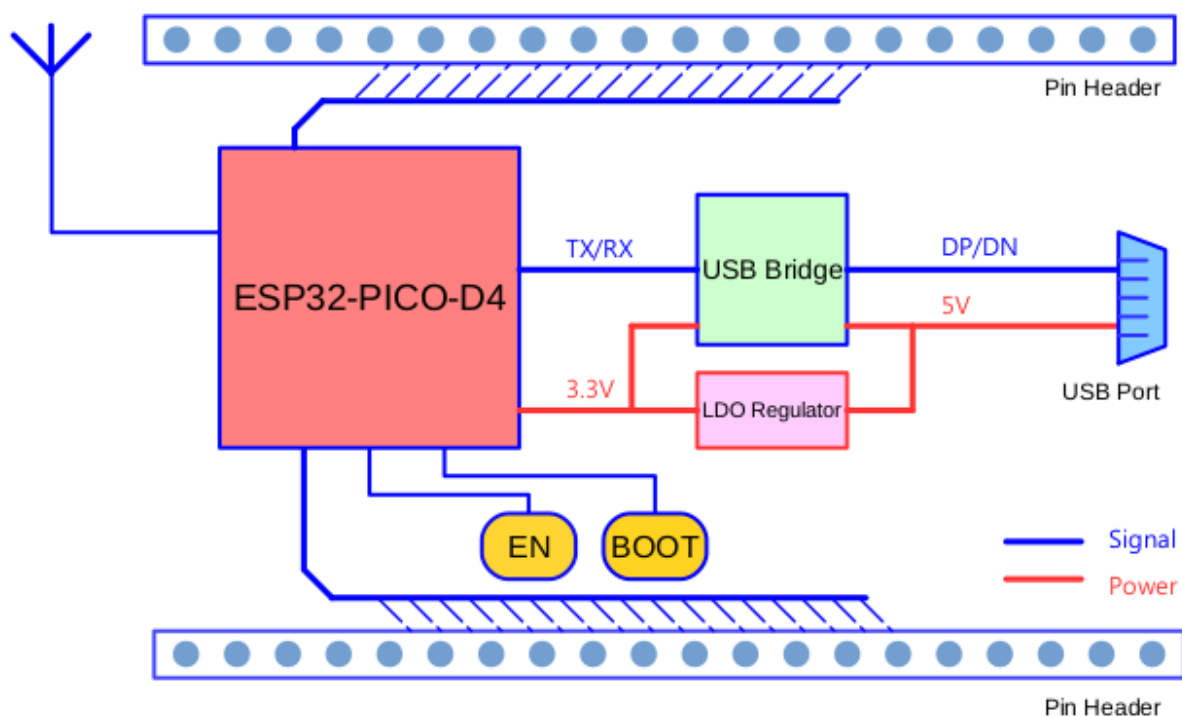 Pin Header
TX/RX
USB Bridge
DP/DN
ESP32-PICO-D4
5V
3.3V
LDO Regulator
USB Port
EN
BOOT
Signal
Power
Pin Header